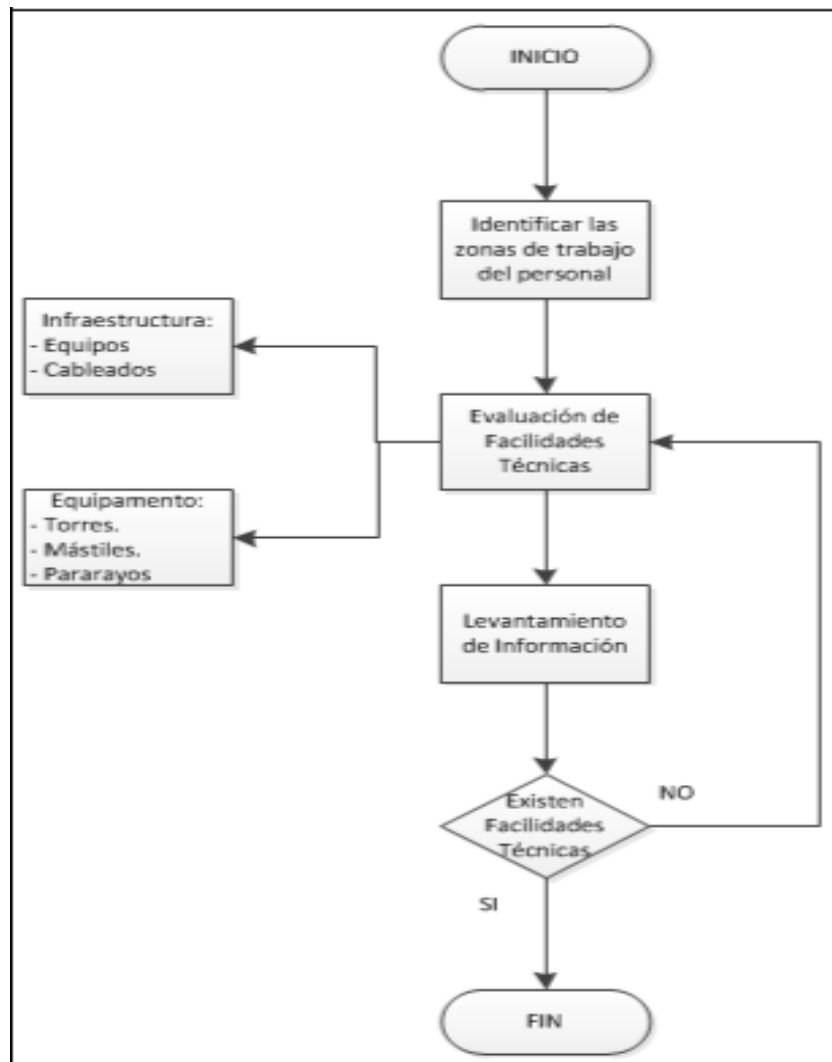 INICIO
Identificar las
zonas de trabajo
del personal
Infraestructura:
- Equipos
- Cableados
Evaluación de
Facilidades
Técnicas
Equipamento:
- Torres.
- Mástiles.
- Pararayos
Levantamiento
de Información
Existen
Facilidades
Técnicas
NO
SI
FIN